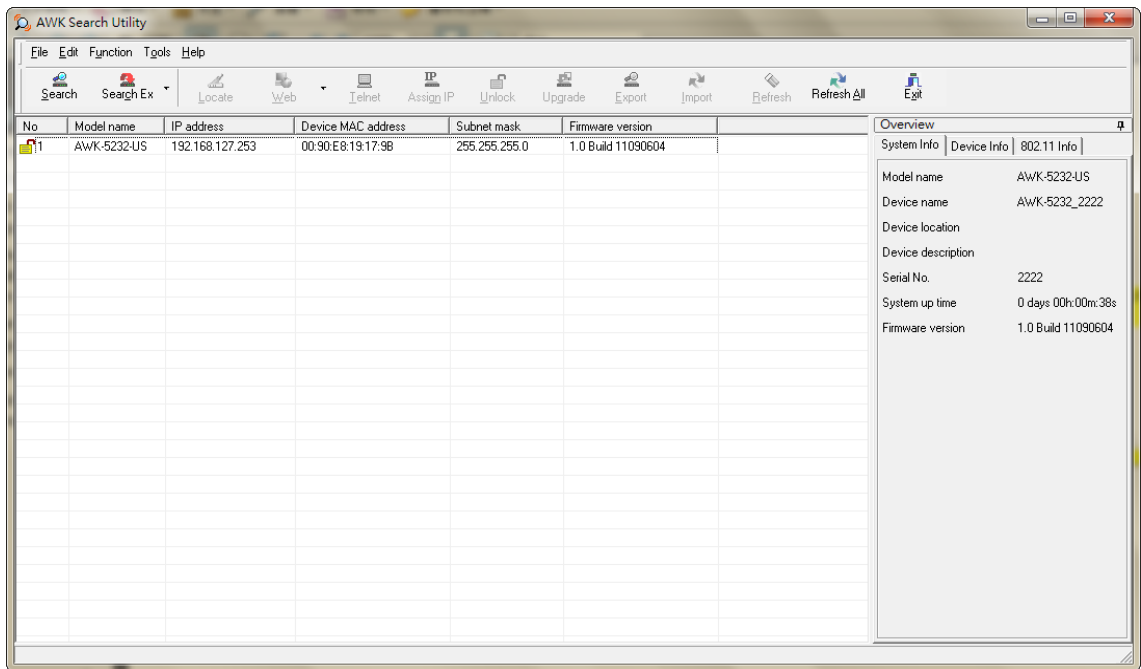 AWK Search Utility
File Edit Function Tools Help
Search Search Ex Locate Web Telnet Assign IP Unlock Upgrade Export Import Refresh Refresh All Exit
IP
No Model name IP address Device MAC address Subnet mask Firmware version
1 AWK-5232-US 192.168.127.253 00:90:E8:19:17:9B 255.255.255.0 1.0 Build 11090604
Overview
System Info Device Info 802.11 Info
Model name AWK-5232-US
Device name AWK-5232_2222
Device location
Device description
Serial No. 2222
System up time 0 days 00h:00m:38s
Firmware version 1.0 Build 11090604